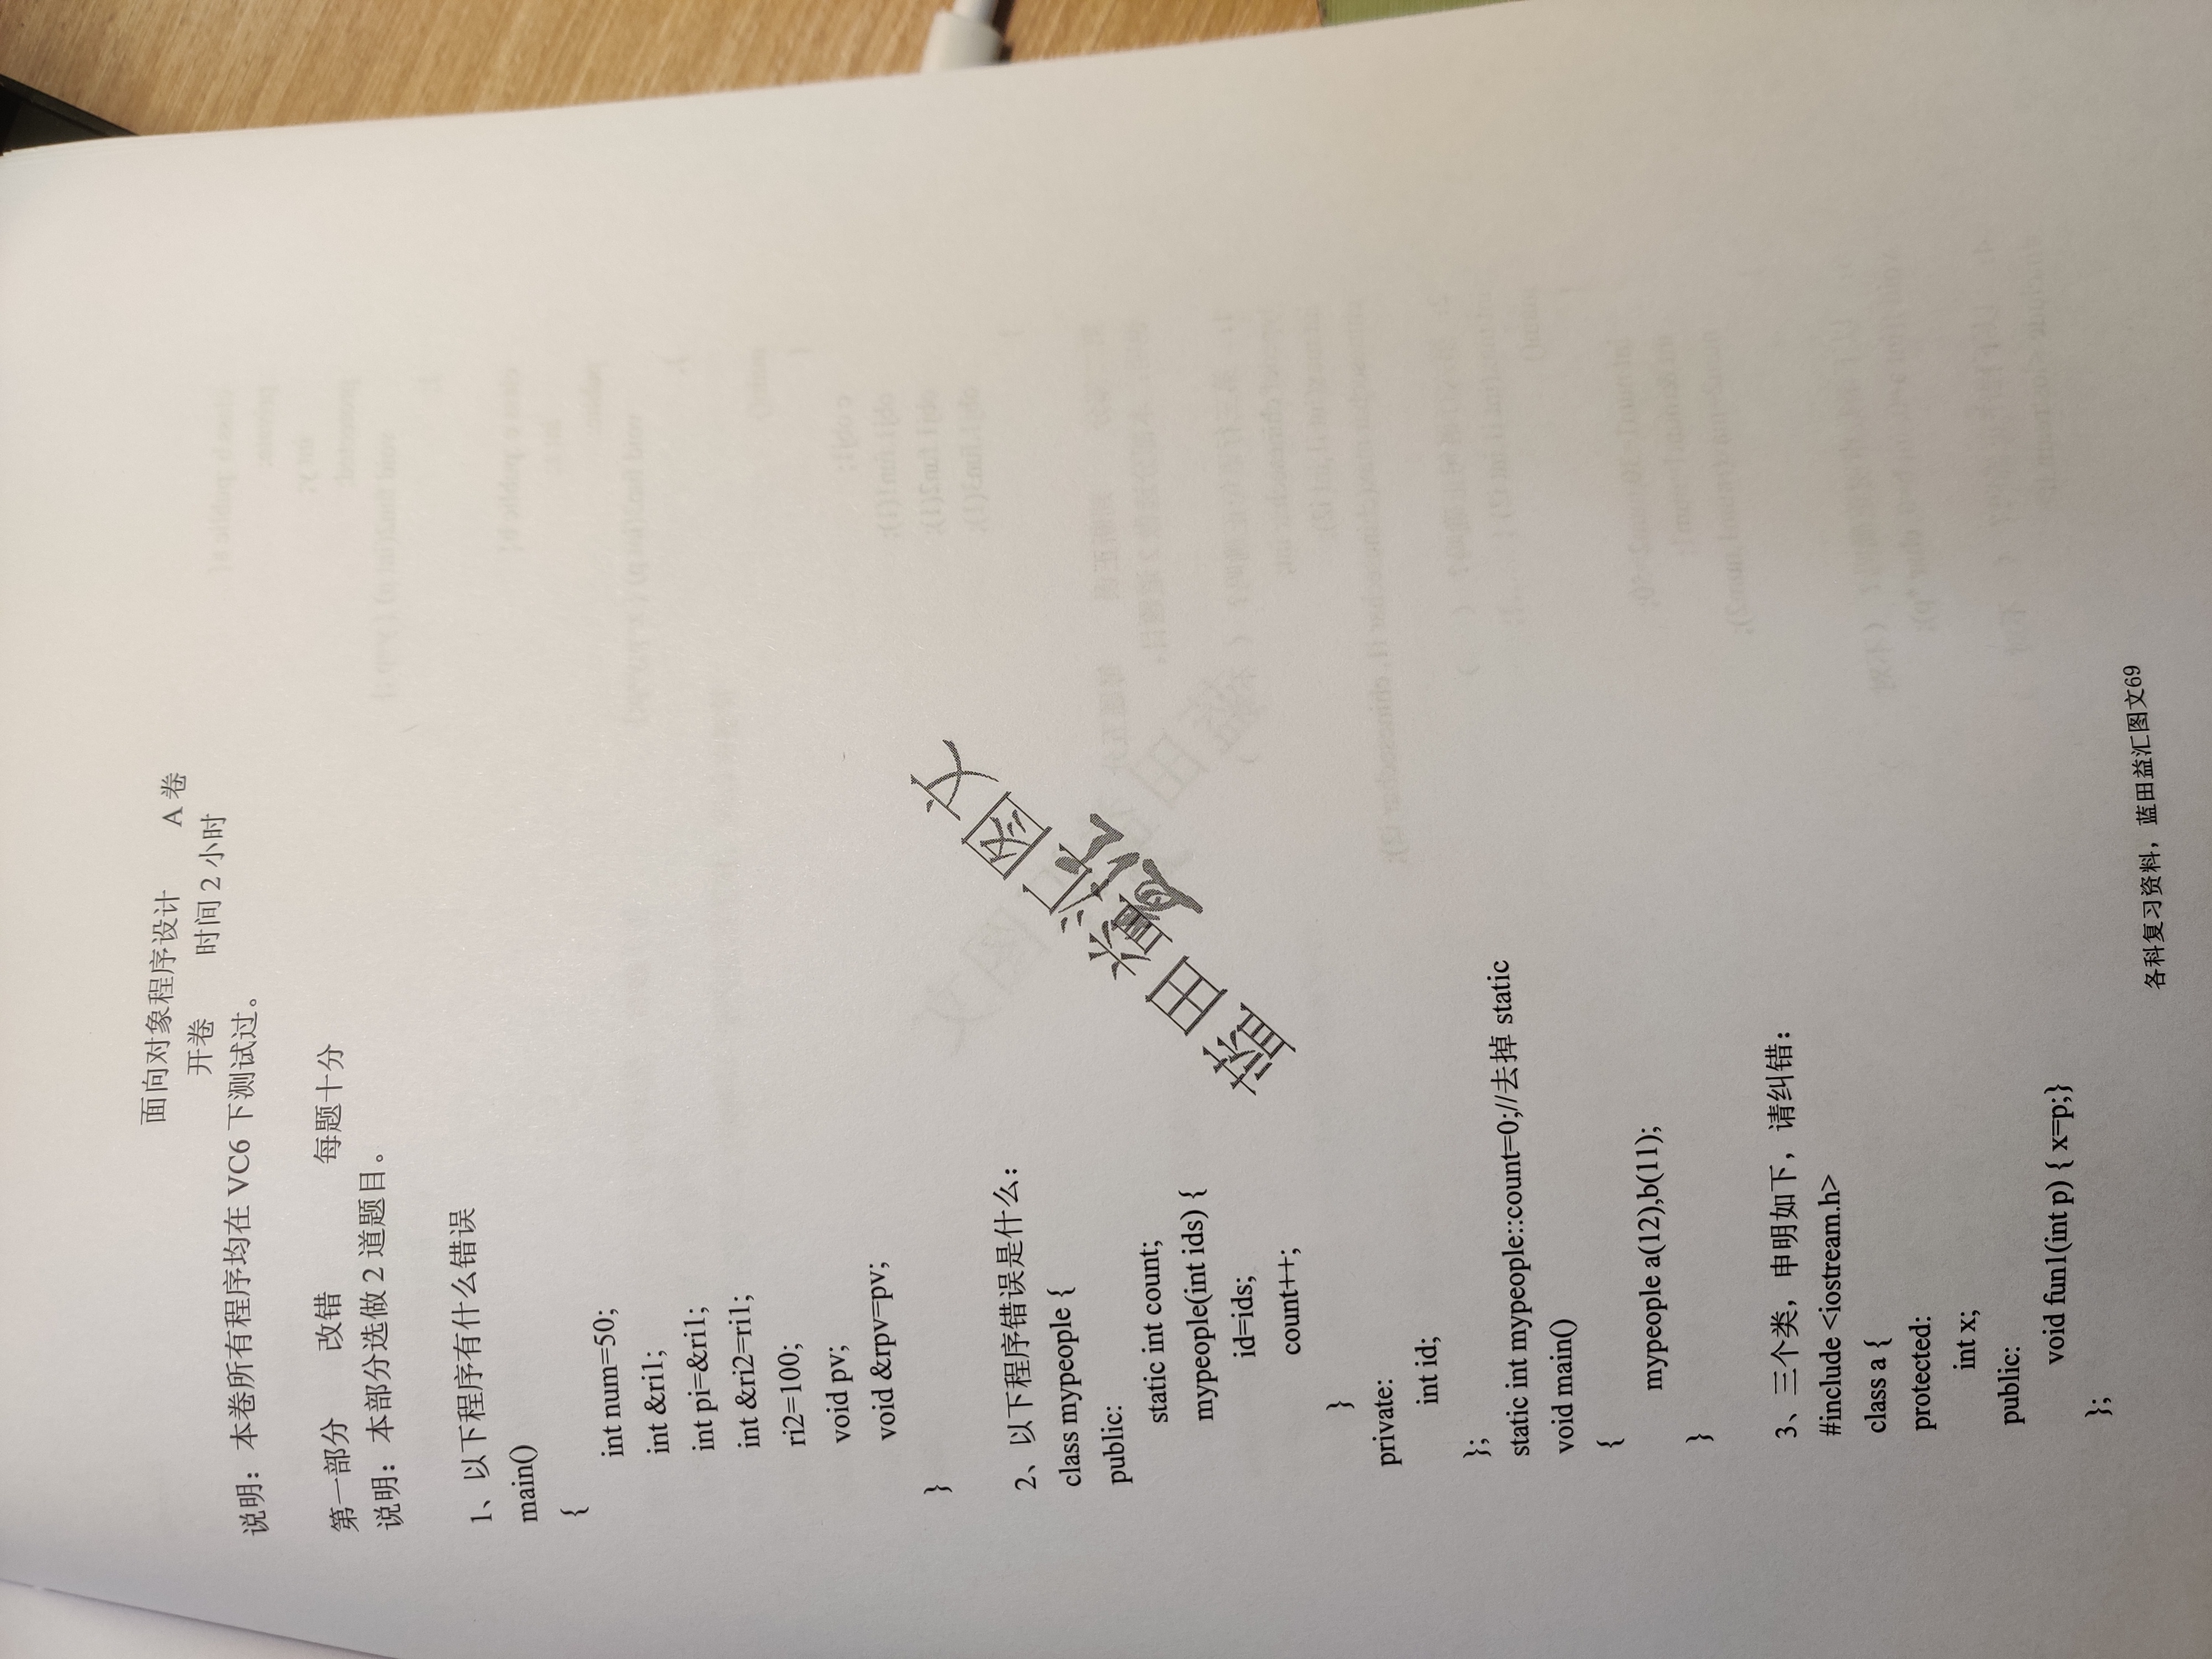 面向对象程序设计 A 卷
开卷 时间 2 小时
说明：本卷所有程序均在 VC6 下测试过。
第一部分 改错 每题十分
说明：本部分选做 2 道题目。
1、以下程序有什么错误
main()
{
int num=50;
int &ri1;
int pi=&ri1;
int &ri2=ri1;
ri2=100;
void pv;
void &rpv=pv;
}
2、以下程序错误是什么：
class mypeople {
public:
static int count;
mypeople(int ids) {
id=ids;
count++;
}
private:
int id;
};
static int mypeople::count=0;//去掉 static
void main()
{
mypeople a(12),b(11);
}
3、三个类，申明如下，请纠错：
#include <iostream.h>
class a {
protected:
int x;
public:
void fun1(int p) { x=p;}
};
蓝田益汇图文
益汇
各科复习资料，蓝田益汇图文69